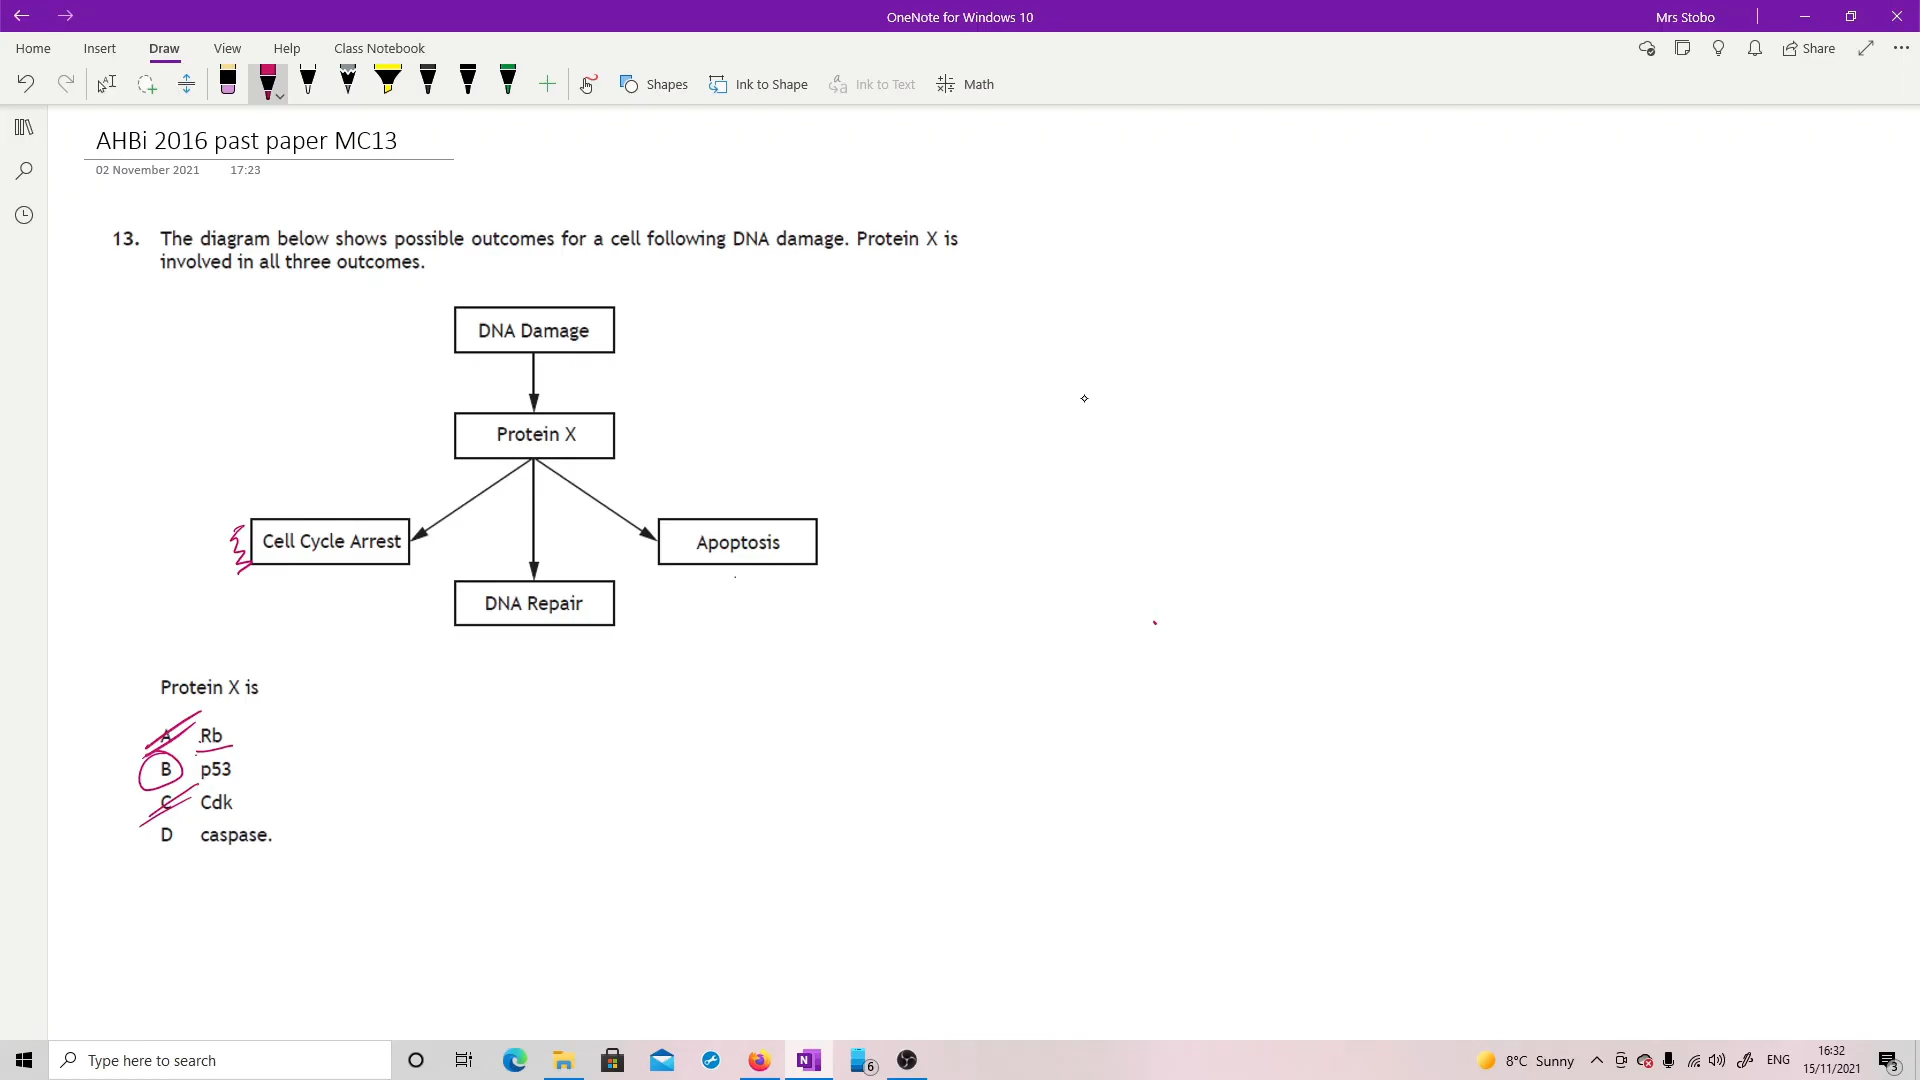 OneNote for Windows 10
Mrs Stobo
Home Insert Draw View Help Class Notebook
Share
Shapes Ink to Shape Ink to Text Math
AHBi 2016 past paper MC13
02 November 2021 17:23
13. The diagram below shows possible outcomes for a cell following DNA damage. Protein X is
involved in all three outcomes.
DNA Damage
Protein X
Cell Cycle Arrest
Apoptosis
DNA Repair
Protein X is
A Rb
B p53
C Cdk
D caspase.
Type here to search
6
8°C Sunny
ENG
16:32
15/11/2021
3